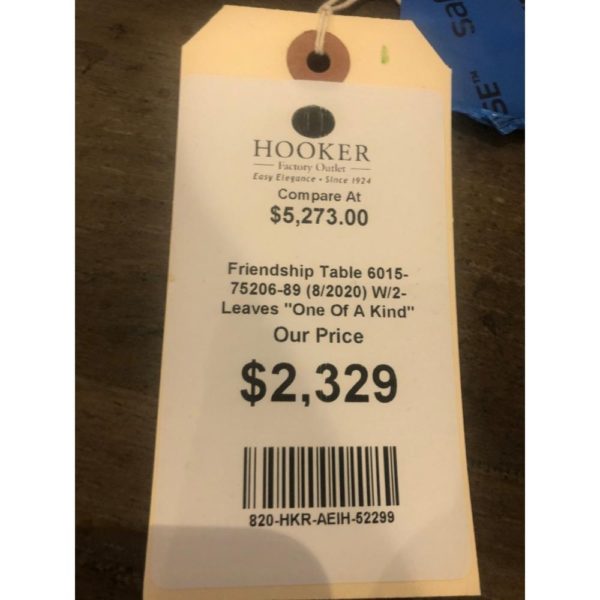 HOOKER
Factory Outlet
Easy Elegance • Since 1924
Compare At
$5,273.00
Friendship Table 6015-
75206-89 (8/2020) W/2-
Leaves "One Of A Kind"
Our Price
$2,329
820-HKR-AEIH-52299